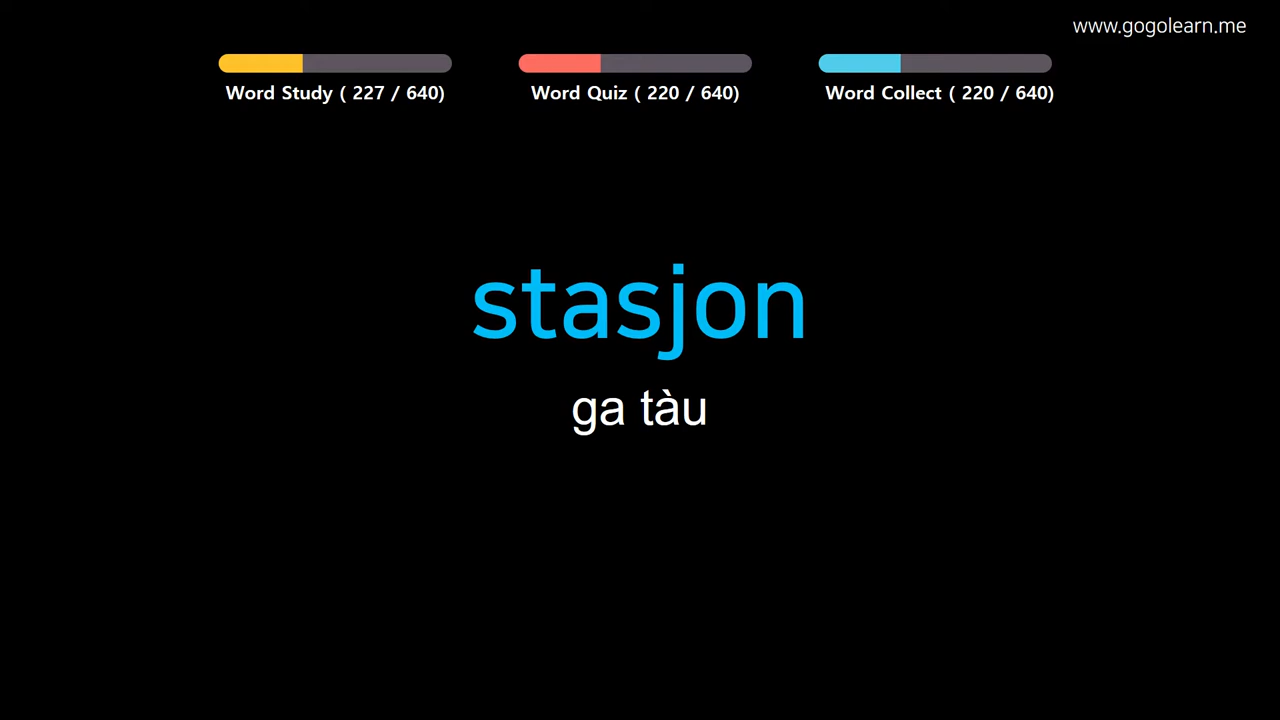 www.gogolearn.me
Word Study ( 227 / 640)
Word Quiz ( 220 / 640)
Word Collect ( 220 / 640)
stasjon
ga tàu